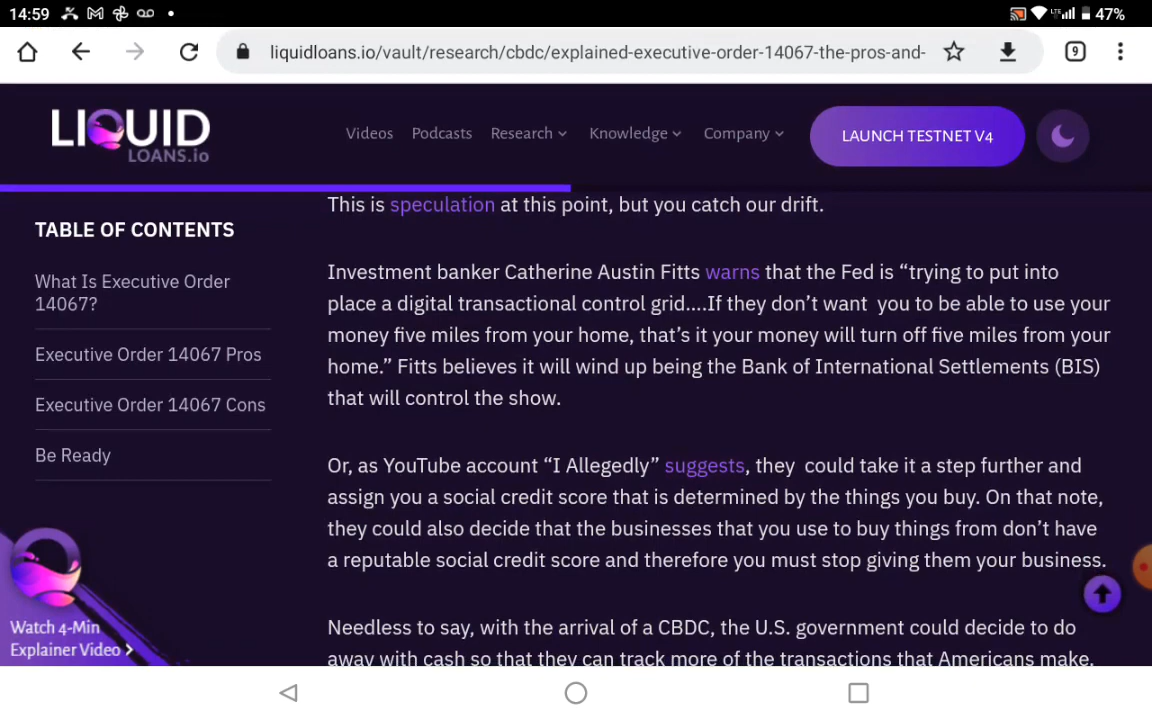 14:59
LTE
47%
liquidloans.io/vault/research/cbdc/explained-executive-order-14067-the-pros-and-
9
LIQUID
LOANS.io
Videos Podcasts Research Knowledge Company
LAUNCH TESTNET V4
TABLE OF CONTENTS
What Is Executive Order
14067?
Executive Order 14067 Pros
Executive Order 14067 Cons
Be Ready
Watch 4-Min
Explainer Video
This is speculation at this point, but you catch our drift.
Investment banker Catherine Austin Fitts warns that the Fed is “trying to put into
place a digital transactional control grid....If they don’t want  you to be able to use your
money five miles from your home, that’s it your money will turn off five miles from your
home.” Fitts believes it will wind up being the Bank of International Settlements (BIS)
that will control the show.
Or, as YouTube account “I Allegedly” suggests, they  could take it a step further and
assign you a social credit score that is determined by the things you buy. On that note,
they could also decide that the businesses that you use to buy things from don’t have
a reputable social credit score and therefore you must stop giving them your business.
Needless to say, with the arrival of a CBDC, the U.S. government could decide to do
away with cash so that they can track more of the transactions that Americans make.